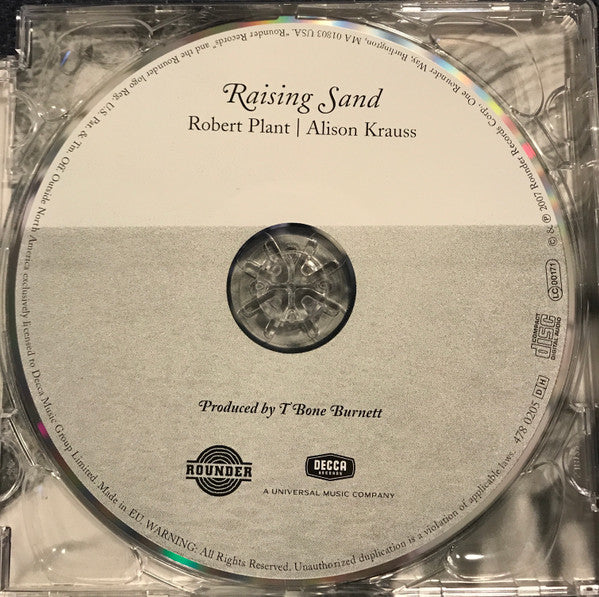 Raising Sand
Robert Plant | Alison Krauss
Produced by T Bone Burnett
ROUNDER
DECCA
RECORDS
A UNIVERSAL MUSIC COMPANY
COMPACT
disc
DIGITAL AUDIO
LC 00171
D H
478 0205
© & ℗ 2007 Rounder Records Corp., One Rounder Way, Burlington, MA 01803 USA. "Rounder Records" and the Rounder logo Reg. U.S. Pat. & Tm. Off. Outside North America exclusively licensed to Decca Music Group Limited. Made in EU. WARNING: All Rights Reserved. Unauthorized duplication is a violation of applicable laws.